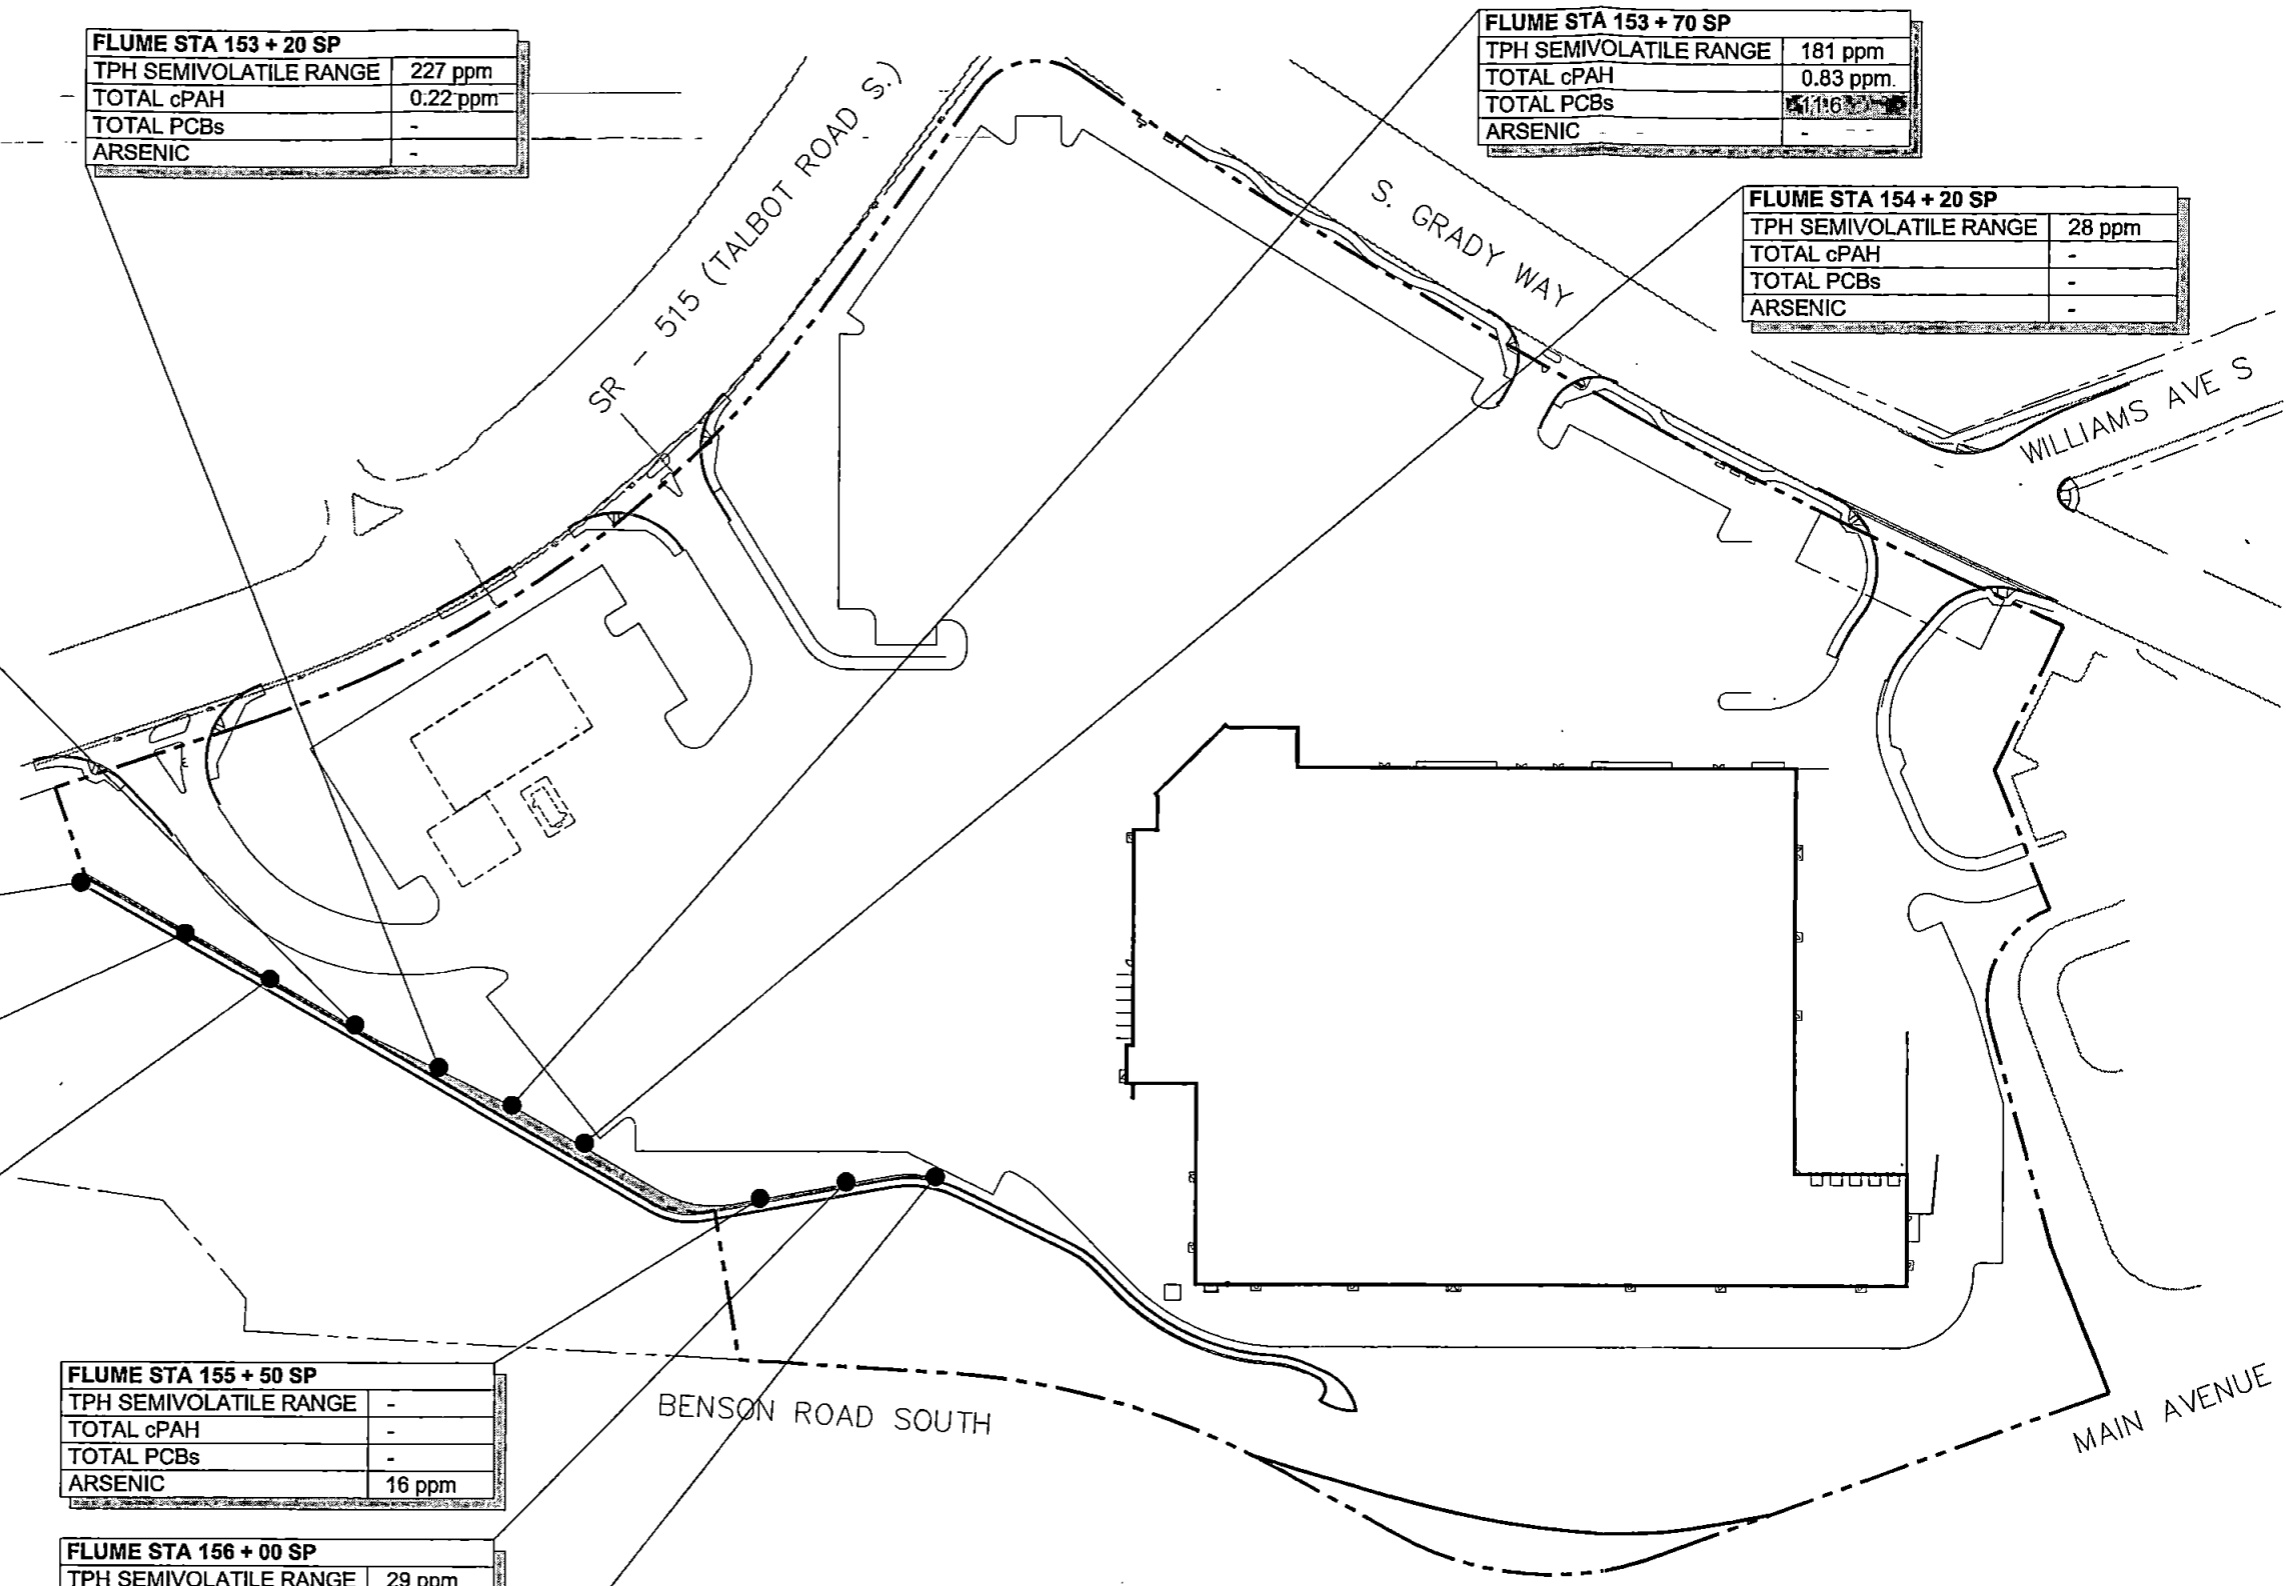 FLUME STA 153 + 20 SP
TPH SEMIVOLATILE RANGE 227 ppm
TOTAL cPAH 0.22 ppm
TOTAL PCBs -
ARSENIC -
FLUME STA 153 + 70 SP
TPH SEMIVOLATILE RANGE 181 ppm
TOTAL cPAH 0.83 ppm.
TOTAL PCBs
ARSENIC -
FLUME STA 154 + 20 SP
TPH SEMIVOLATILE RANGE 28 ppm
TOTAL cPAH -
TOTAL PCBs -
ARSENIC -
SR - 515 (TALBOT ROAD S.)
S. GRADY WAY
WILLIAMS AVE S
FLUME STA 155 + 50 SP
TPH SEMIVOLATILE RANGE -
TOTAL cPAH -
TOTAL PCBs -
ARSENIC 16 ppm
BENSON ROAD SOUTH
MAIN AVENUE
FLUME STA 156 + 00 SP
TPH SEMIVOLATILE RANGE 29 ppm